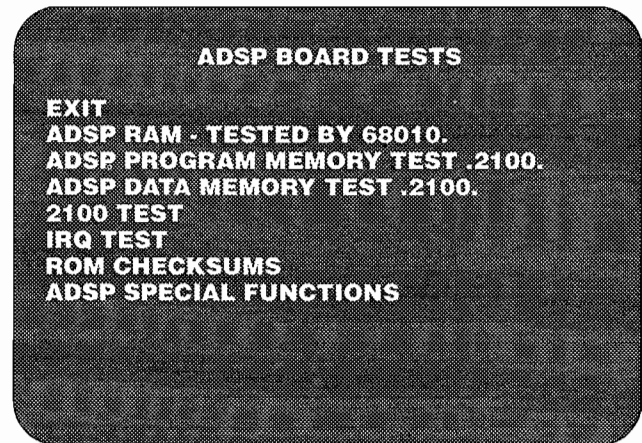 ADSP BOARD TESTS
EXIT
ADSP RAM - TESTED BY 68010.
ADSP PROGRAM MEMORY TEST .2100.
ADSP DATA MEMORY TEST .2100.
2100 TEST
IRQ TEST
ROM CHECKSUMS
ADSP SPECIAL FUNCTIONS